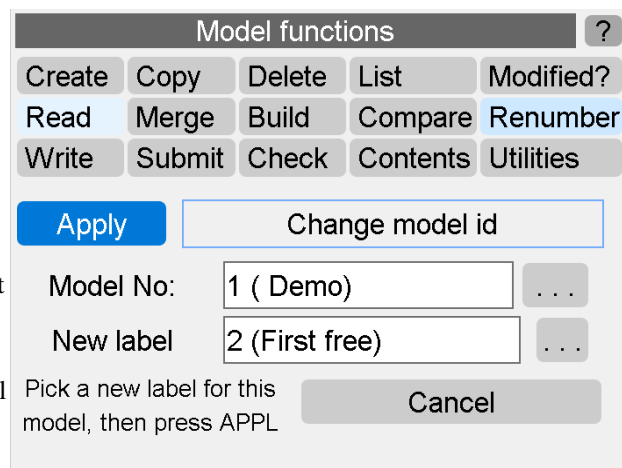 Model functions ?
Create Copy Delete List Modified?
Read Merge Build Compare Renumber
Write Submit Check Contents Utilities
Apply Change model id
t Model No: 1 ( Demo) . . .
New label 2 (First free) . . .
l Pick a new label for this
model, then press APPL
Cancel